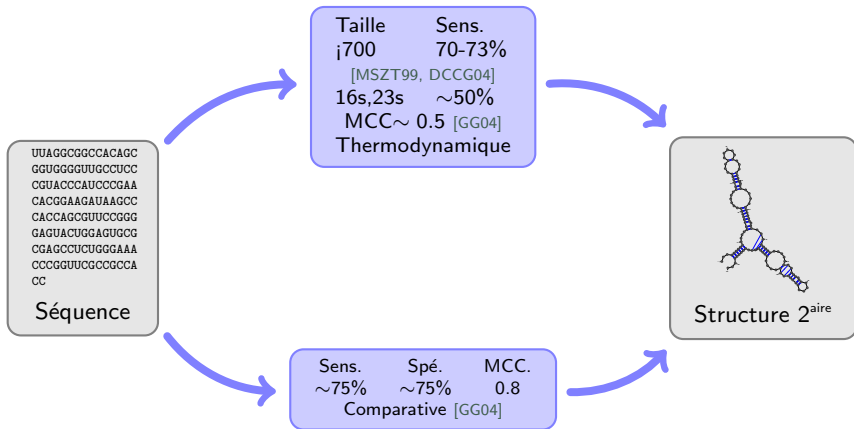 Taille Sens.
¡700 70-73%
[MSZT99, DCCG04]
16s,23s ∼50%
MCC∼ 0.5 [GG04]
Thermodynamique
UUAGGCGGCCACAGC
GGUGGGGUUGCCUCC
CGUACCCAUCCCGAA
CACGGAAGAUAAGCC
CACCAGCGUUCCGGG
GAGUACUGGAGUGCG
CGAGCCUCUGGGAAA
CCCGGUUCGCCGCCA
CC
Séquence
Structure 2aire
Sens. Spé. MCC.
∼75% ∼75% 0.8
Comparative [GG04]